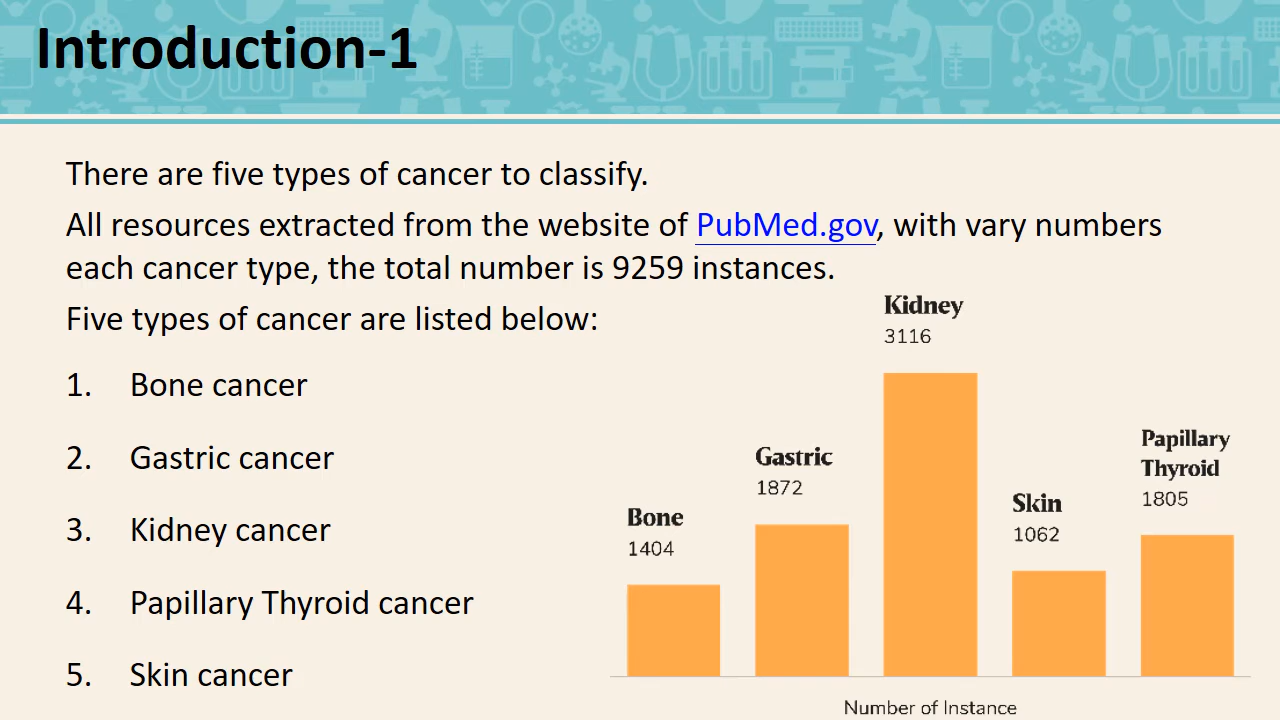 Introduction-1
There are five types of cancer to classify.
All resources extracted from the website of PubMed.gov, with vary numbers
each cancer type, the total number is 9259 instances.
Five types of cancer are listed below:
1. Bone cancer
2. Gastric cancer
3. Kidney cancer
4. Papillary Thyroid cancer
5. Skin cancer
Bone
1404
Gastric
1872
Kidney
3116
Skin
1062
Papillary
Thyroid
1805
Number of Instance